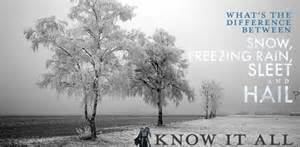 WHAT'S THE
DIFFERENCE
BETWEEN
SNOW,
FREEZING RAIN,
SLEET
AND
HAIL?
KNOW IT ALL